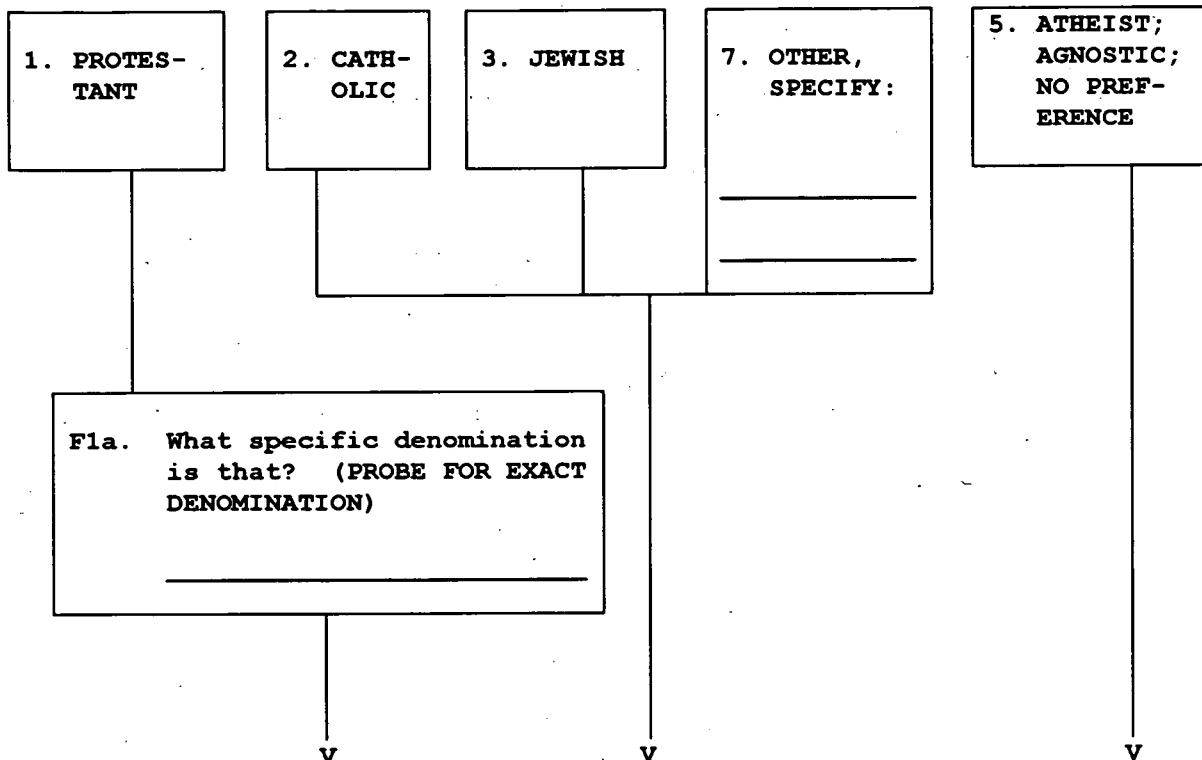 1. PROTES-
TANT
2. CATH-
OLIC
3. JEWISH
7. OTHER,
SPECIFY:
5. ATHEIST;
AGNOSTIC;
NO PREF-
ERENCE
F1a. What specific denomination
is that? (PROBE FOR EXACT
DENOMINATION)
V V V